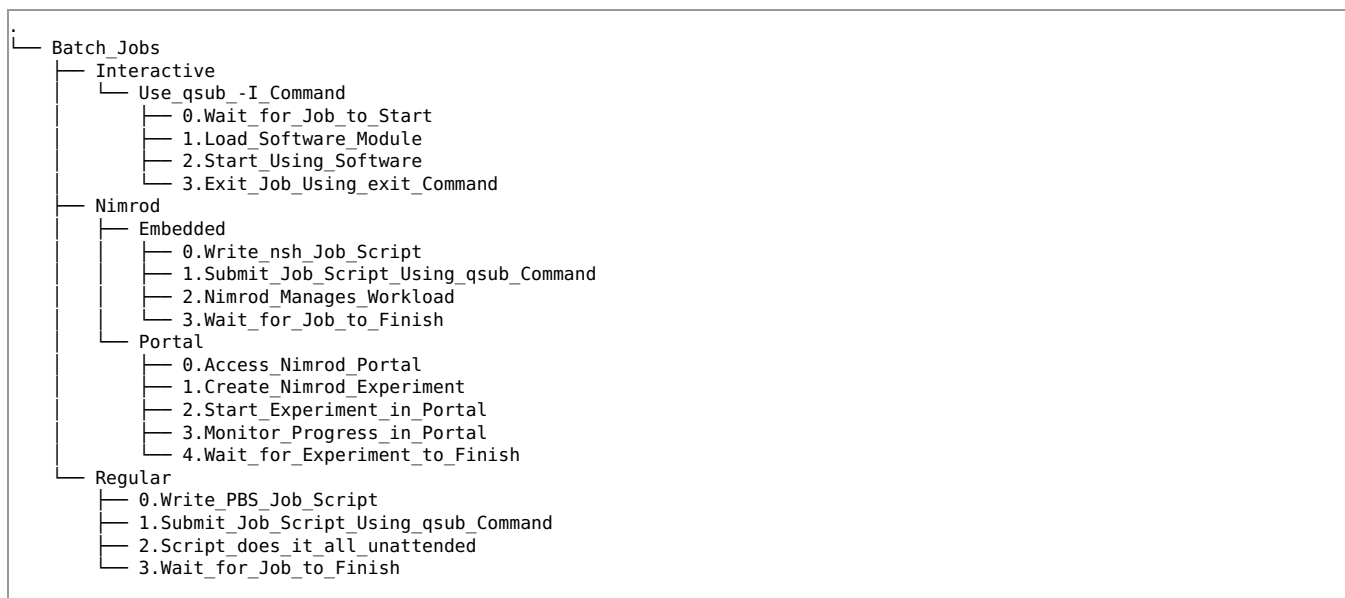 .
└── Batch_Jobs
    ├── Interactive
    │   └── Use_qsub_-I_Command
    │       ├── 0.Wait_for_Job_to_Start
    │       ├── 1.Load_Software_Module
    │       ├── 2.Start_Using_Software
    │       └── 3.Exit_Job_Using_exit_Command
    ├── Nimrod
    │   ├── Embedded
    │   │   ├── 0.Write_nsh_Job_Script
    │   │   ├── 1.Submit_Job_Script_Using_qsub_Command
    │   │   ├── 2.Nimrod_Manages_Workload
    │   │   └── 3.Wait_for_Job_to_Finish
    │   └── Portal
    │       ├── 0.Access_Nimrod_Portal
    │       ├── 1.Create_Nimrod_Experiment
    │       ├── 2.Start_Experiment_in_Portal
    │       ├── 3.Monitor_Progress_in_Portal
    │       └── 4.Wait_for_Experiment_to_Finish
    └── Regular
        ├── 0.Write_PBS_Job_Script
        ├── 1.Submit_Job_Script_Using_qsub_Command
        ├── 2.Script_does_it_all_unattended
        └── 3.Wait_for_Job_to_Finish